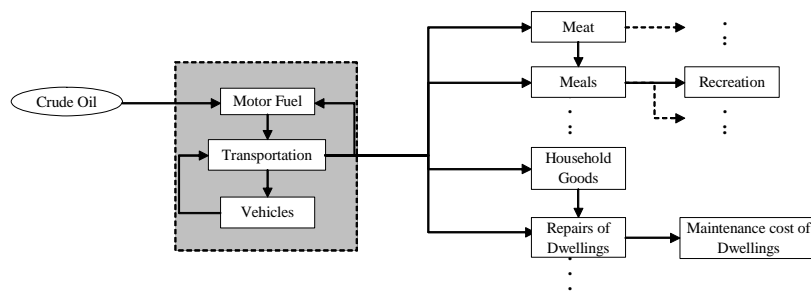 Meat
Crude Oil
Motor Fuel
Meals
Recreation
Transportation
Household
Goods
Vehicles
Repairs of
Dwellings
Maintenance cost of
Dwellings